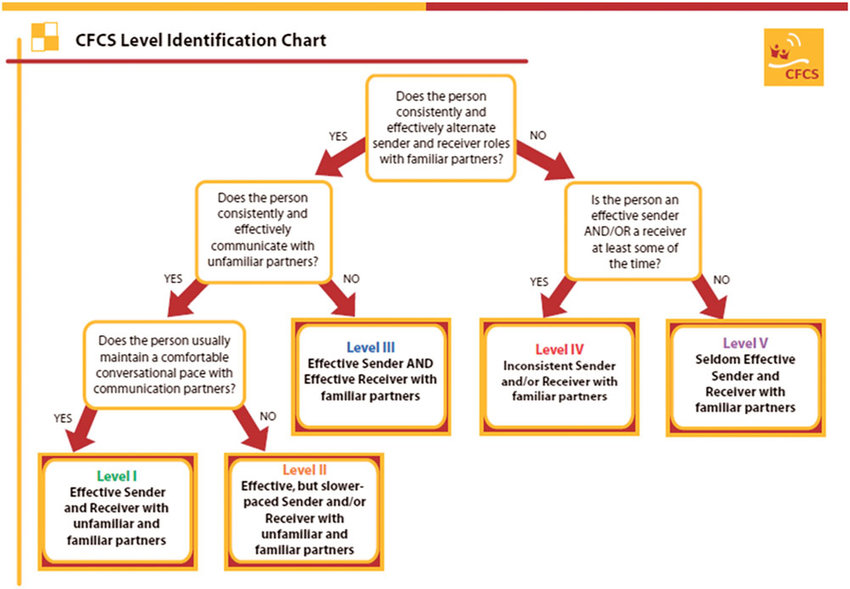 CFCS Level Identification Chart
CFCS
Does the person
consistently and
effectively alternate
sender and receiver roles
with familiar partners?
YES
NO
Does the person
consistently and
effectively
communicate with
unfamiliar partners?
Is the person an
effective sender
AND/OR a receiver
at least some of
the time?
YES
NO
YES
NO
Does the person usually
maintain a comfortable
conversational pace with
communication partners?
Level III
Effective Sender AND
Effective Receiver with
familiar partners
Level IV
Inconsistent Sender
and/or Receiver with
familiar partners
Level V
Seldom Effective
Sender and
Receiver with
familiar partners
YES
NO
Level I
Effective Sender
and Receiver with
unfamiliar and
familiar partners
Level II
Effective, but slower-
paced Sender and/or
Receiver with
unfamiliar and
familiar partners